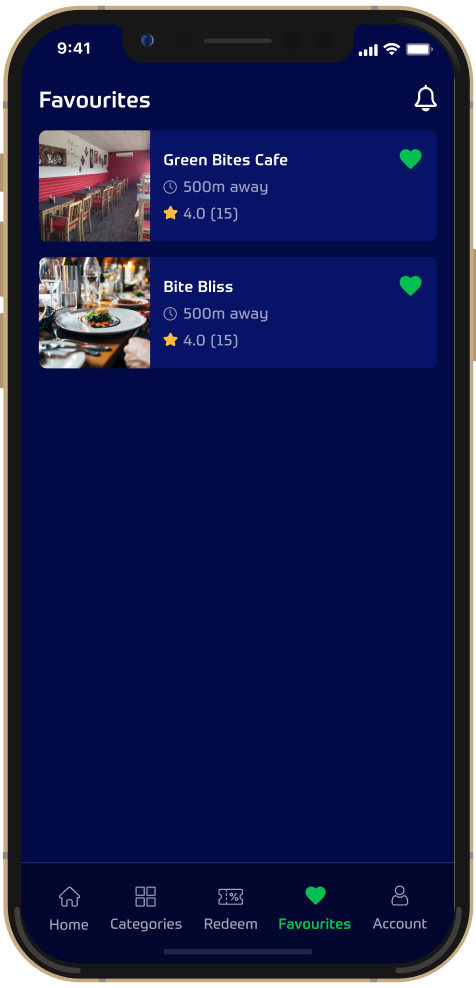 9:41
Favourites
Green Bites Cafe
500m away
4.0 (15)
Bite Bliss
500m away
4.0 (15)
Home Categories Redeem Favourites Account